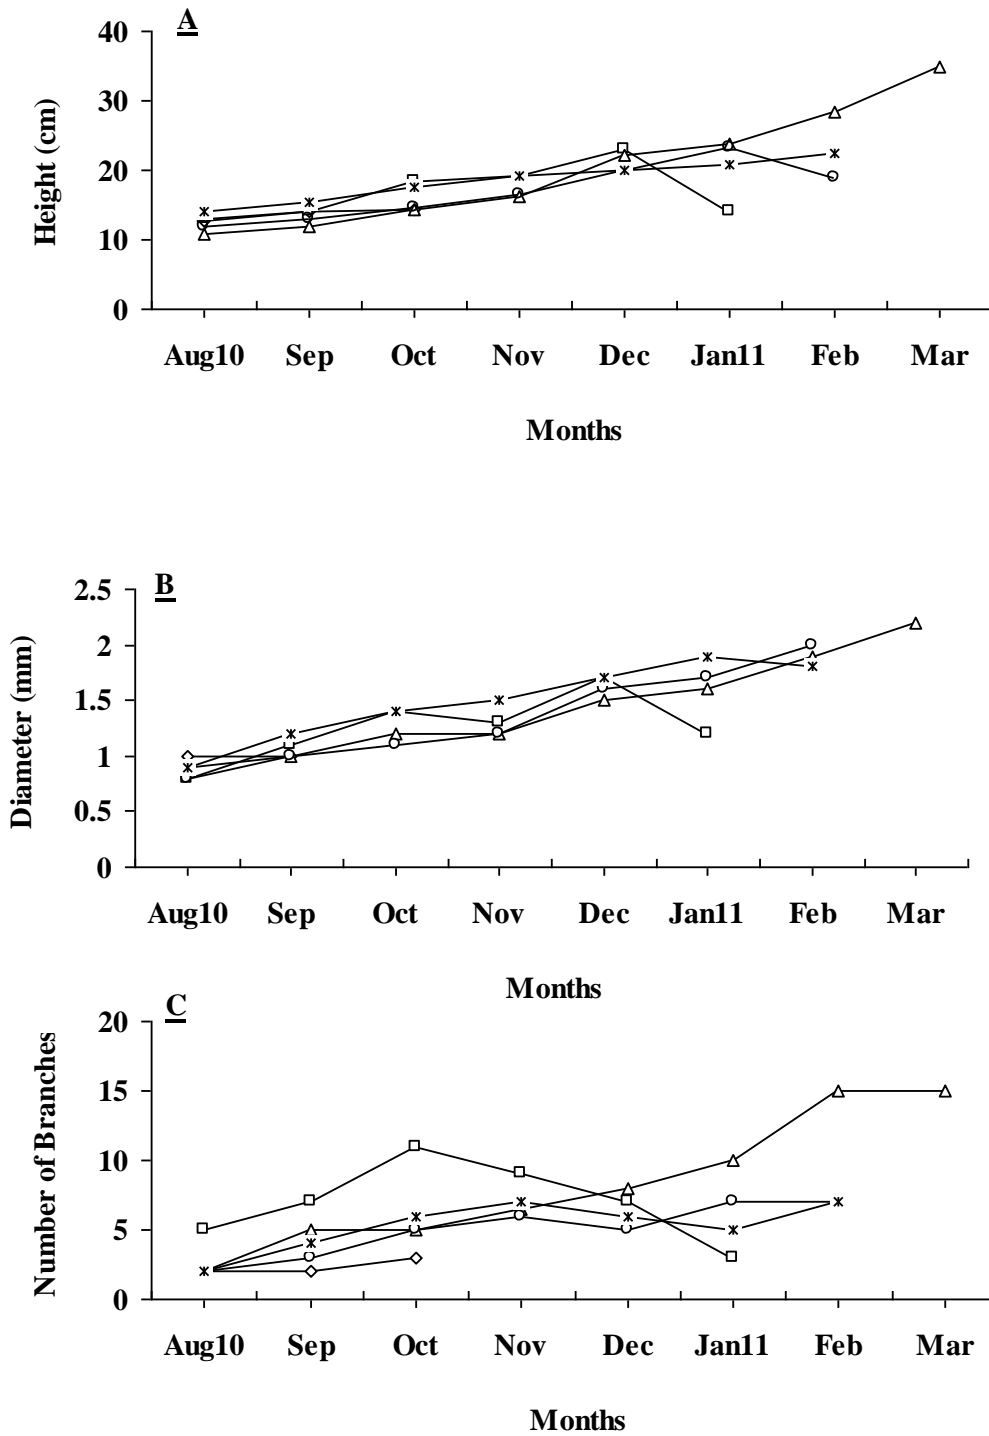 A
40
30
20
10
0
Height (cm)
Aug10 Sep Oct Nov Dec Jan11 Feb Mar
Months
B
2.5
2
1.5
1
0.5
0
Diameter (mm)
Aug10 Sep Oct Nov Dec Jan11 Feb Mar
Months
C
20
15
10
5
0
Number of Branches
Aug10 Sep Oct Nov Dec Jan11 Feb Mar
Months